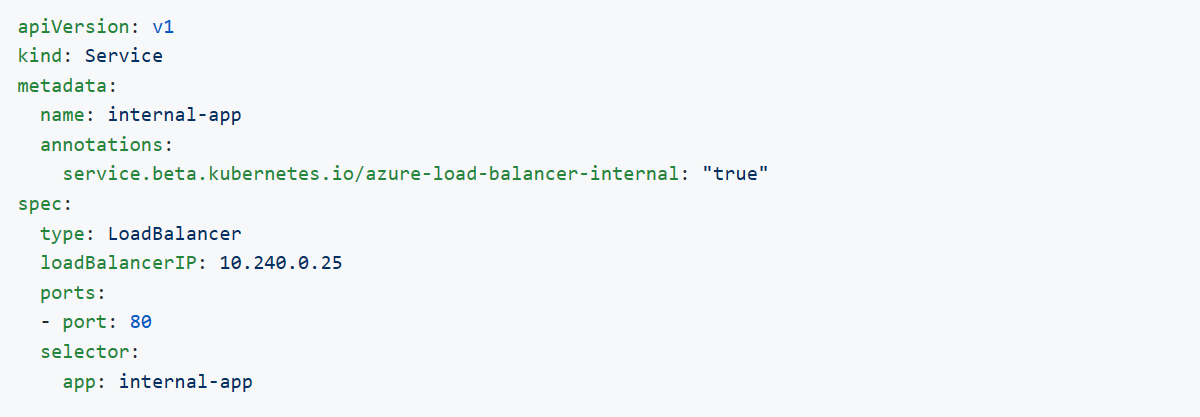 apiVersion: v1
kind: Service
metadata:
  name: internal-app
  annotations:
    service.beta.kubernetes.io/azure-load-balancer-internal: "true"
spec:
  type: LoadBalancer
  loadBalancerIP: 10.240.0.25
  ports:
  - port: 80
  selector:
    app: internal-app